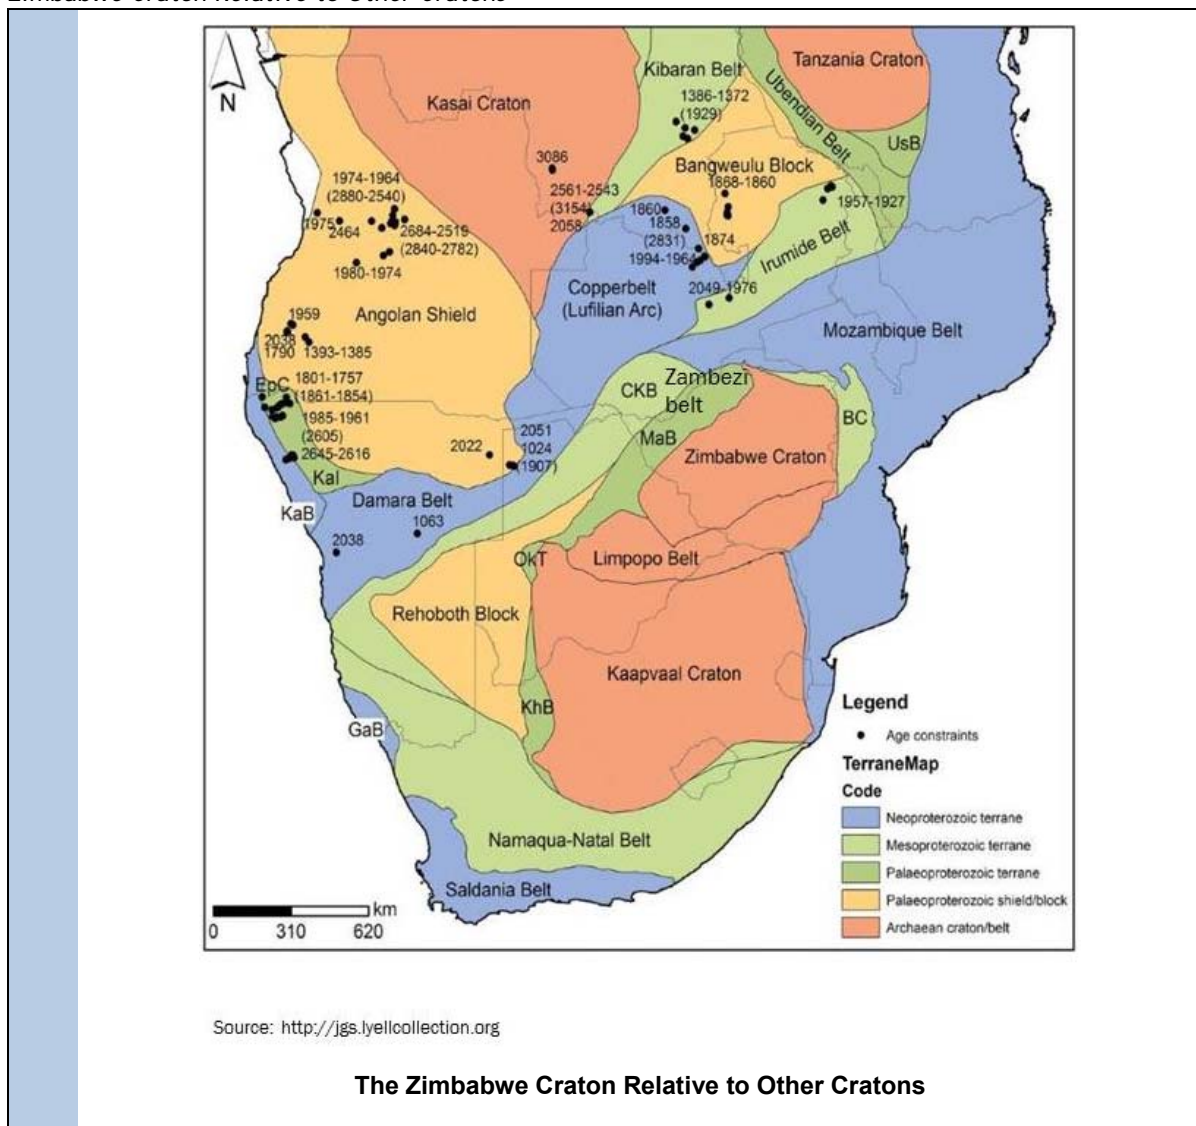 Zimbabwe craton Relative to Other cratons
Tanzania Craton
Kibaran Belt
Kasai Craton
N
1386-1372
(1929)
Ubendian Belt
UsB
3086
Bangweulu Block
1868-1860
1974-1964
(2880-2540)
2561-2543
(3154)
2058
1860
1957-1927
1975
2464
2684-2519
(2840-2782)
1858
(2831)
1874
1994-1964
Irumide Belt
1980-1974
Copperbelt
(Lufilian Arc)
2049-1976
Angolan Shield
1959
2038
1790
1393-1385
Mozambique Belt
EpC
1801-1757
(1861-1854)
CKB
Zambezi
belt
BC
1985-1961
(2605)
2645-2616
2022
2051
1024
(1907)
MaB
Zimbabwe Craton
KaI
KaB
Damara Belt
1063
2038
OkT
Limpopo Belt
Rehoboth Block
Kaapvaal Craton
KhB
GaB
Legend
Age constraints
TerraneMap
Code
Neoproterozoic terrane
Mesoproterozoic terrane
Palaeoproterozoic terrane
Palaeoproterozoic shield/block
Archaean craton/belt
Namaqua-Natal Belt
Saldania Belt
km
0 310 620
Source: http://jgs.lyellcollection.org
The Zimbabwe Craton Relative to Other Cratons